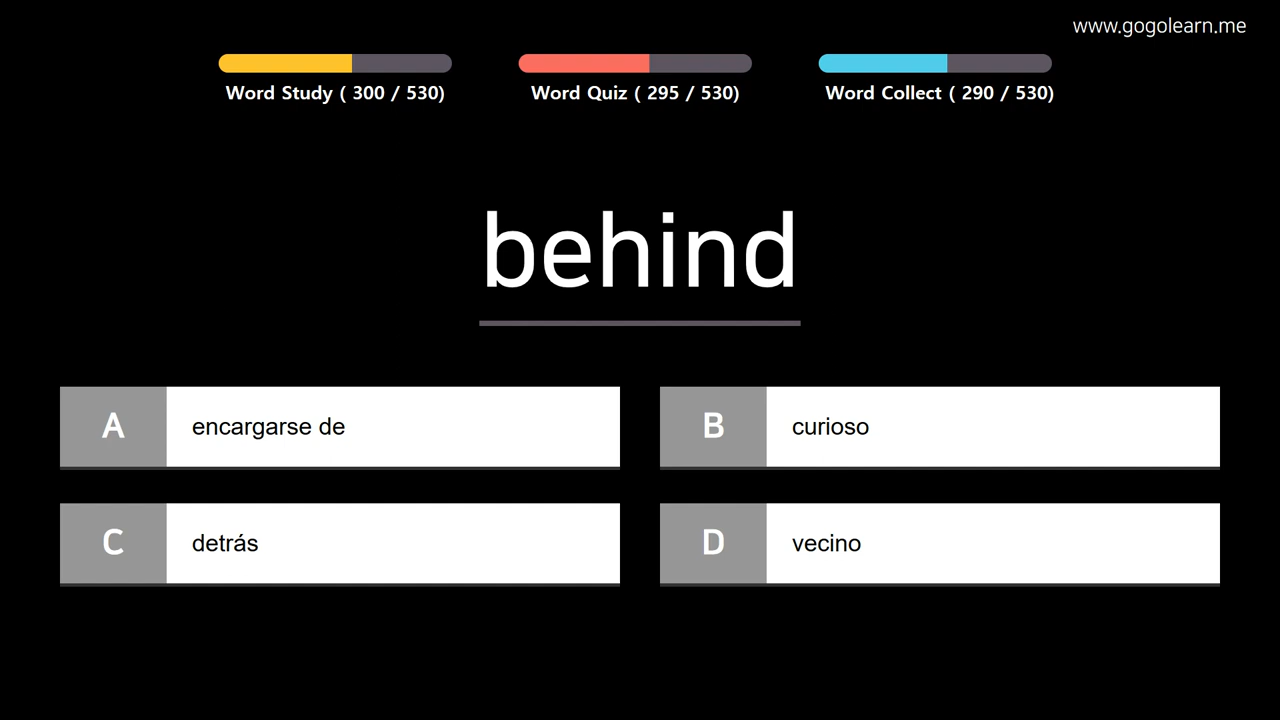 www.gogolearn.me
Word Study ( 300 / 530)
Word Quiz ( 295 / 530)
Word Collect ( 290 / 530)
behind
A encargarse de
B curioso
C detrás
D vecino